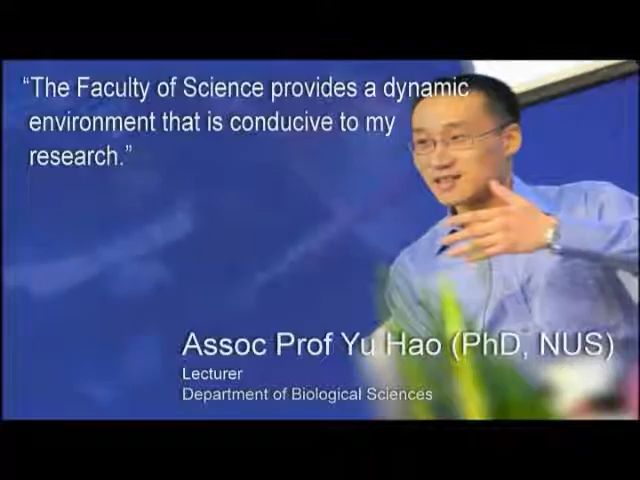 “The Faculty of Science provides a dynamic
environment that is conducive to my
research.”
Assoc Prof Yu Hao (PhD, NUS)
Lecturer
Department of Biological Sciences